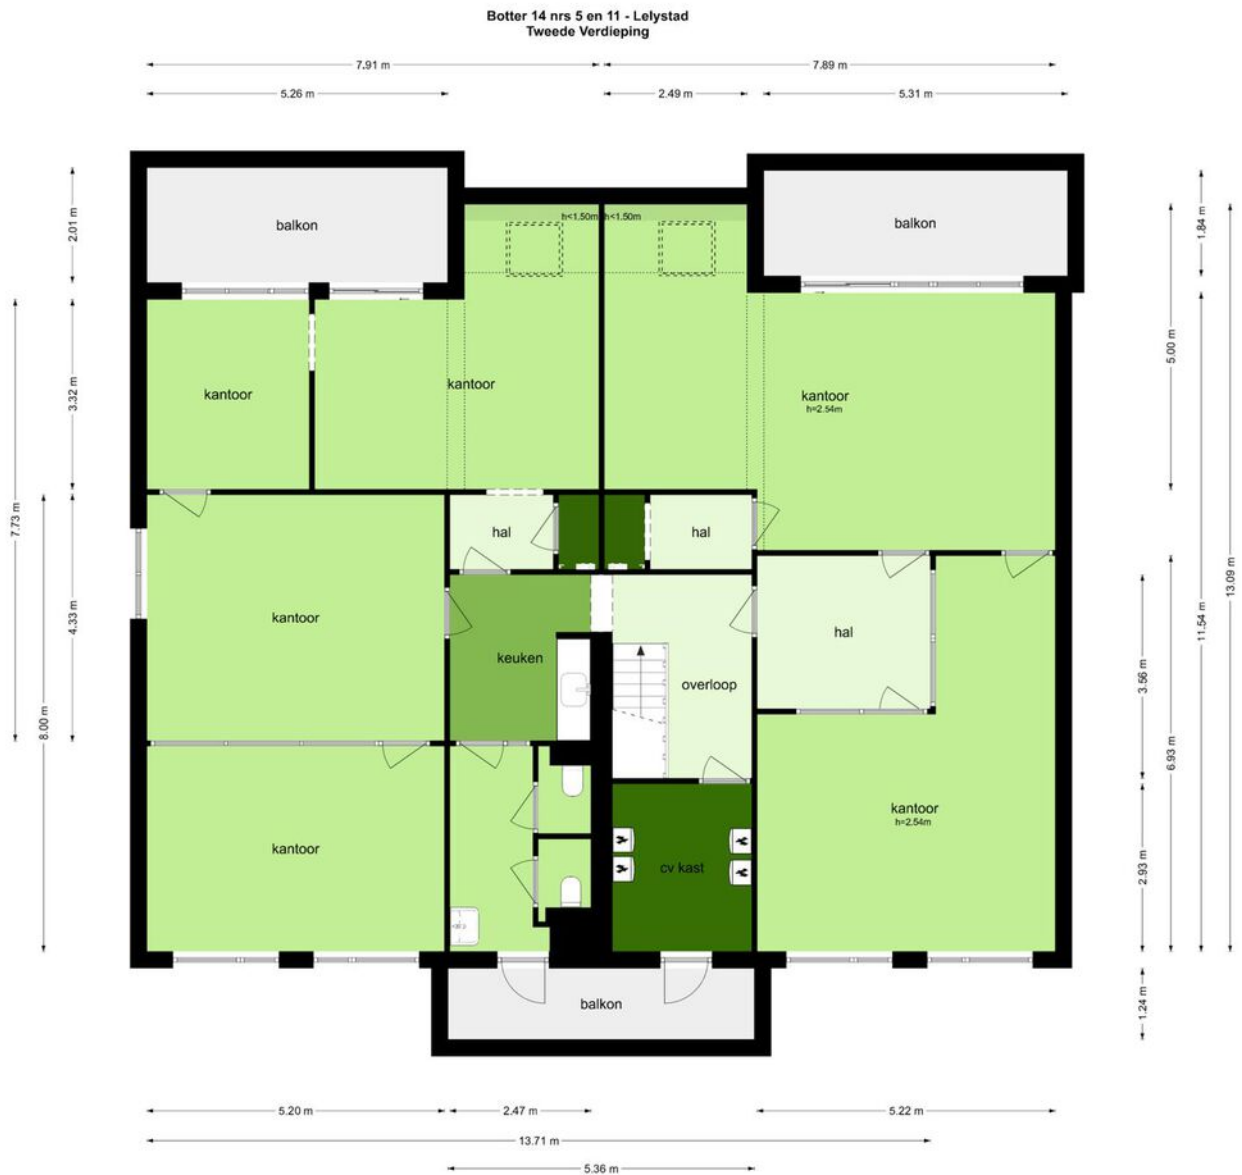 Botter 14 nrs 5 en 11 - Lelystad
Tweede Verdieping
7.91 m
7.89 m
5.26 m
2.49 m
5.31 m
2.01 m
balkon
h<1.50m
h<1.50m
balkon
1.84 m
3.32 m
kantoor
kantoor
kantoor
h=2.54m
5.00 m
7.73 m
hal
hal
13.09 m
4.33 m
kantoor
keuken
overloop
hal
3.56 m
11.54 m
8.00 m
6.93 m
kantoor
cv kast
kantoor
h=2.54m
2.93 m
balkon
1.24 m
5.20 m
2.47 m
5.22 m
13.71 m
5.36 m